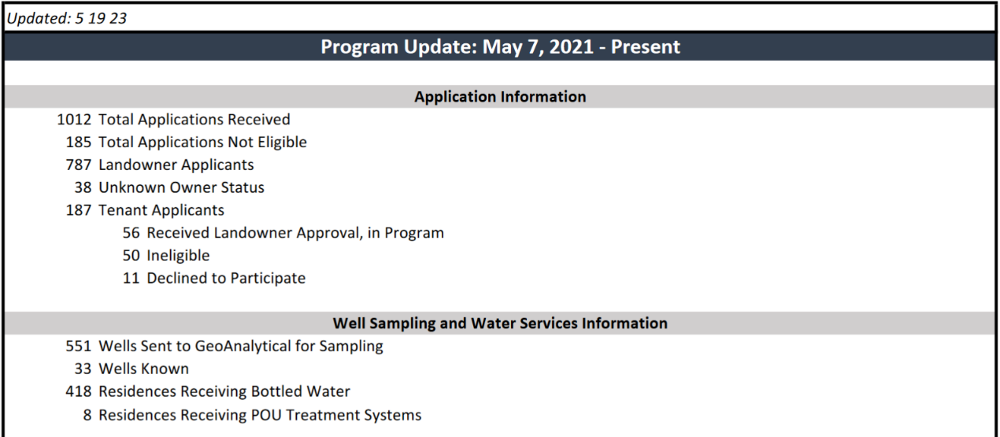 Updated: 5 19 23
Program Update: May 7, 2021 - Present
Application Information
1012 Total Applications Received
185 Total Applications Not Eligible
787 Landowner Applicants
38 Unknown Owner Status
187 Tenant Applicants
56 Received Landowner Approval, in Program
50 Ineligible
11 Declined to Participate
Well Sampling and Water Services Information
551 Wells Sent to GeoAnalytical for Sampling
33 Wells Known
418 Residences Receiving Bottled Water
8 Residences Receiving POU Treatment Systems